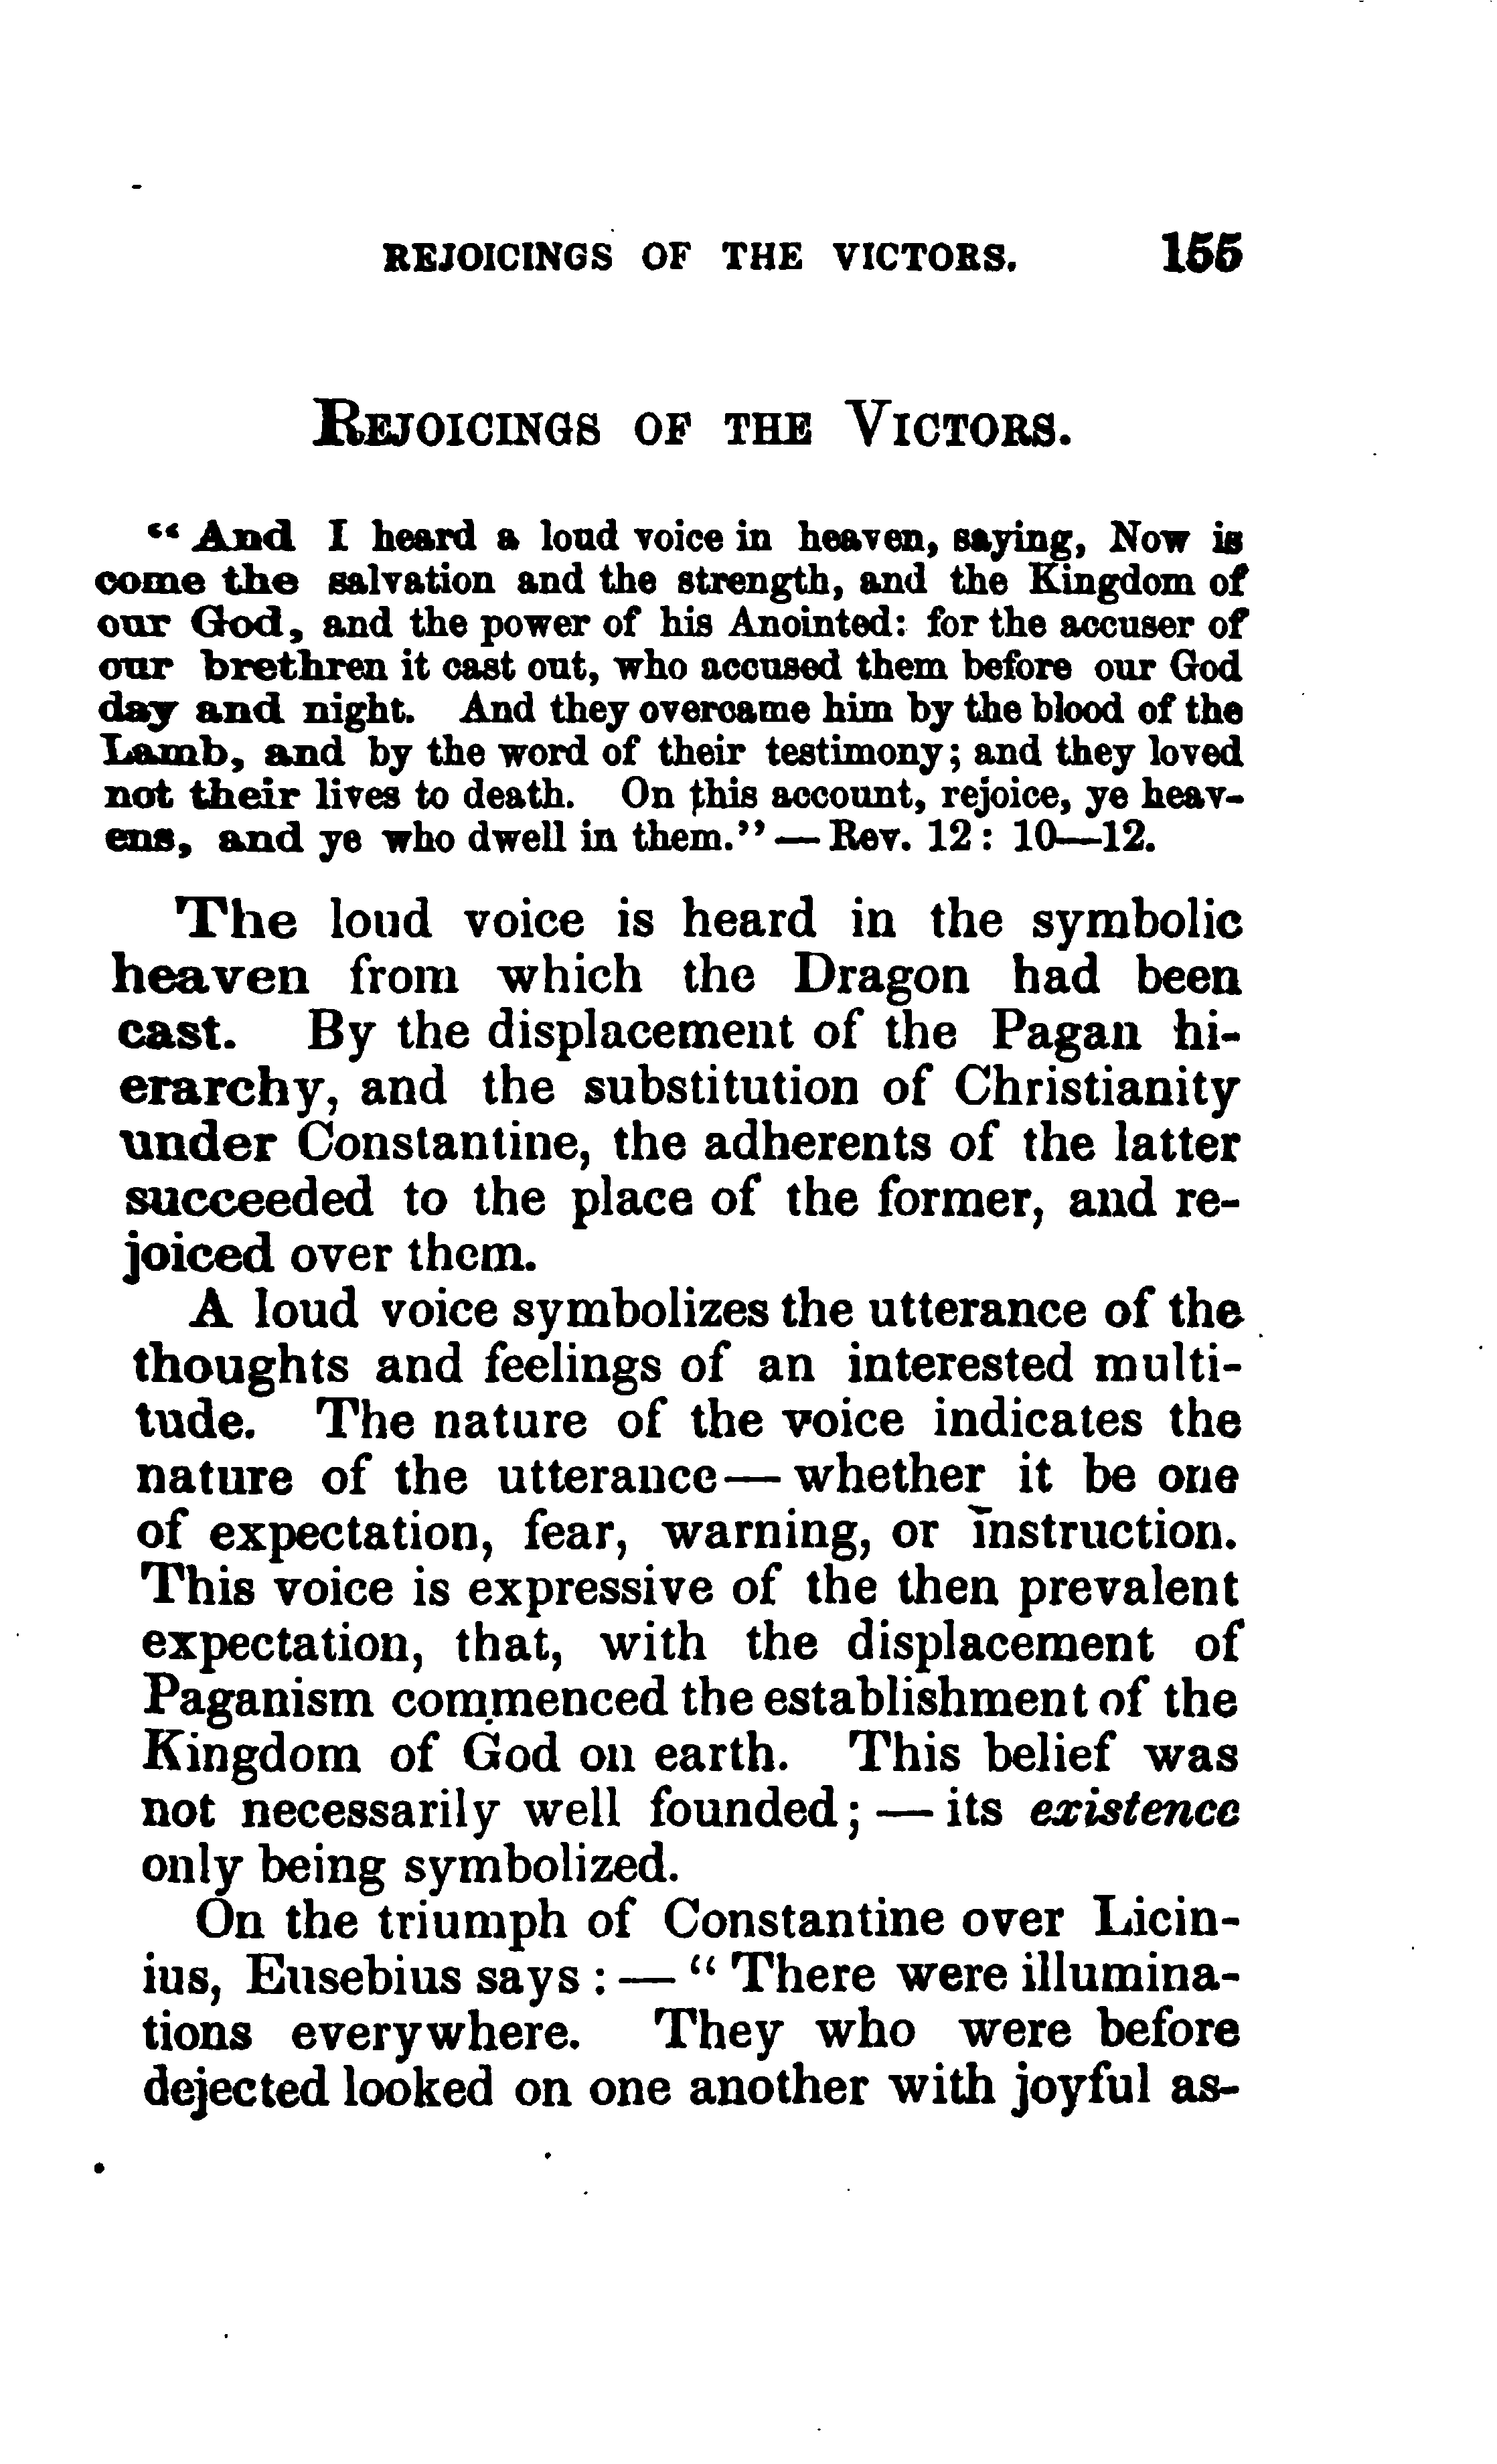 REJOICINGS OF THE VICTORS. 155
REJOICINGS OF THE VICTORS.
“And I heard a loud voice in heaven, saying, Now is
come the salvation and the strength, and the Kingdom of
our God, and the power of his Anointed: for the accuser of
our brethren it cast out, who accused them before our God
day and night. And they overcame him by the blood of the
Lamb, and by the word of their testimony; and they loved
not their lives to death. On this account, rejoice, ye heav-
ens, and ye who dwell in them.”—Rev. 12: 10—12.
The loud voice is heard in the symbolic
heaven from which the Dragon had been
cast. By the displacement of the Pagan hi-
erarchy, and the substitution of Christianity
under Constantine, the adherents of the latter
succeeded to the place of the former, and re-
joiced over them.
A loud voice symbolizes the utterance of the
thoughts and feelings of an interested multi-
tude. The nature of the voice indicates the
nature of the utterance—whether it be one
of expectation, fear, warning, or instruction.
This voice is expressive of the then prevalent
expectation, that, with the displacement of
Paganism commenced the establishment of the
Kingdom of God on earth. This belief was
not necessarily well founded;—its existence
only being symbolized.
On the triumph of Constantine over Licin-
ius, Eusebius says:—“There were illumina-
tions everywhere. They who were before
dejected looked on one another with joyful as-